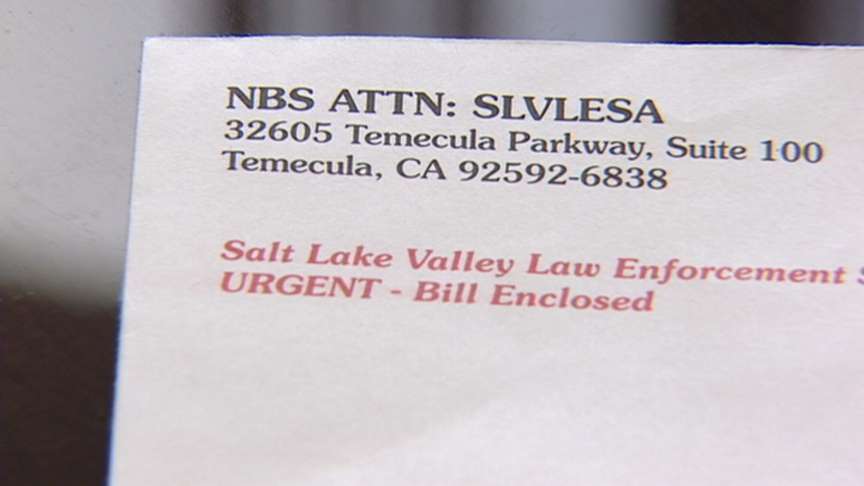 NBS ATTN: SLVLESA
32605 Temecula Parkway, Suite 100
Temecula, CA 92592-6838
Salt Lake Valley Law Enforcement
URGENT - Bill Enclosed